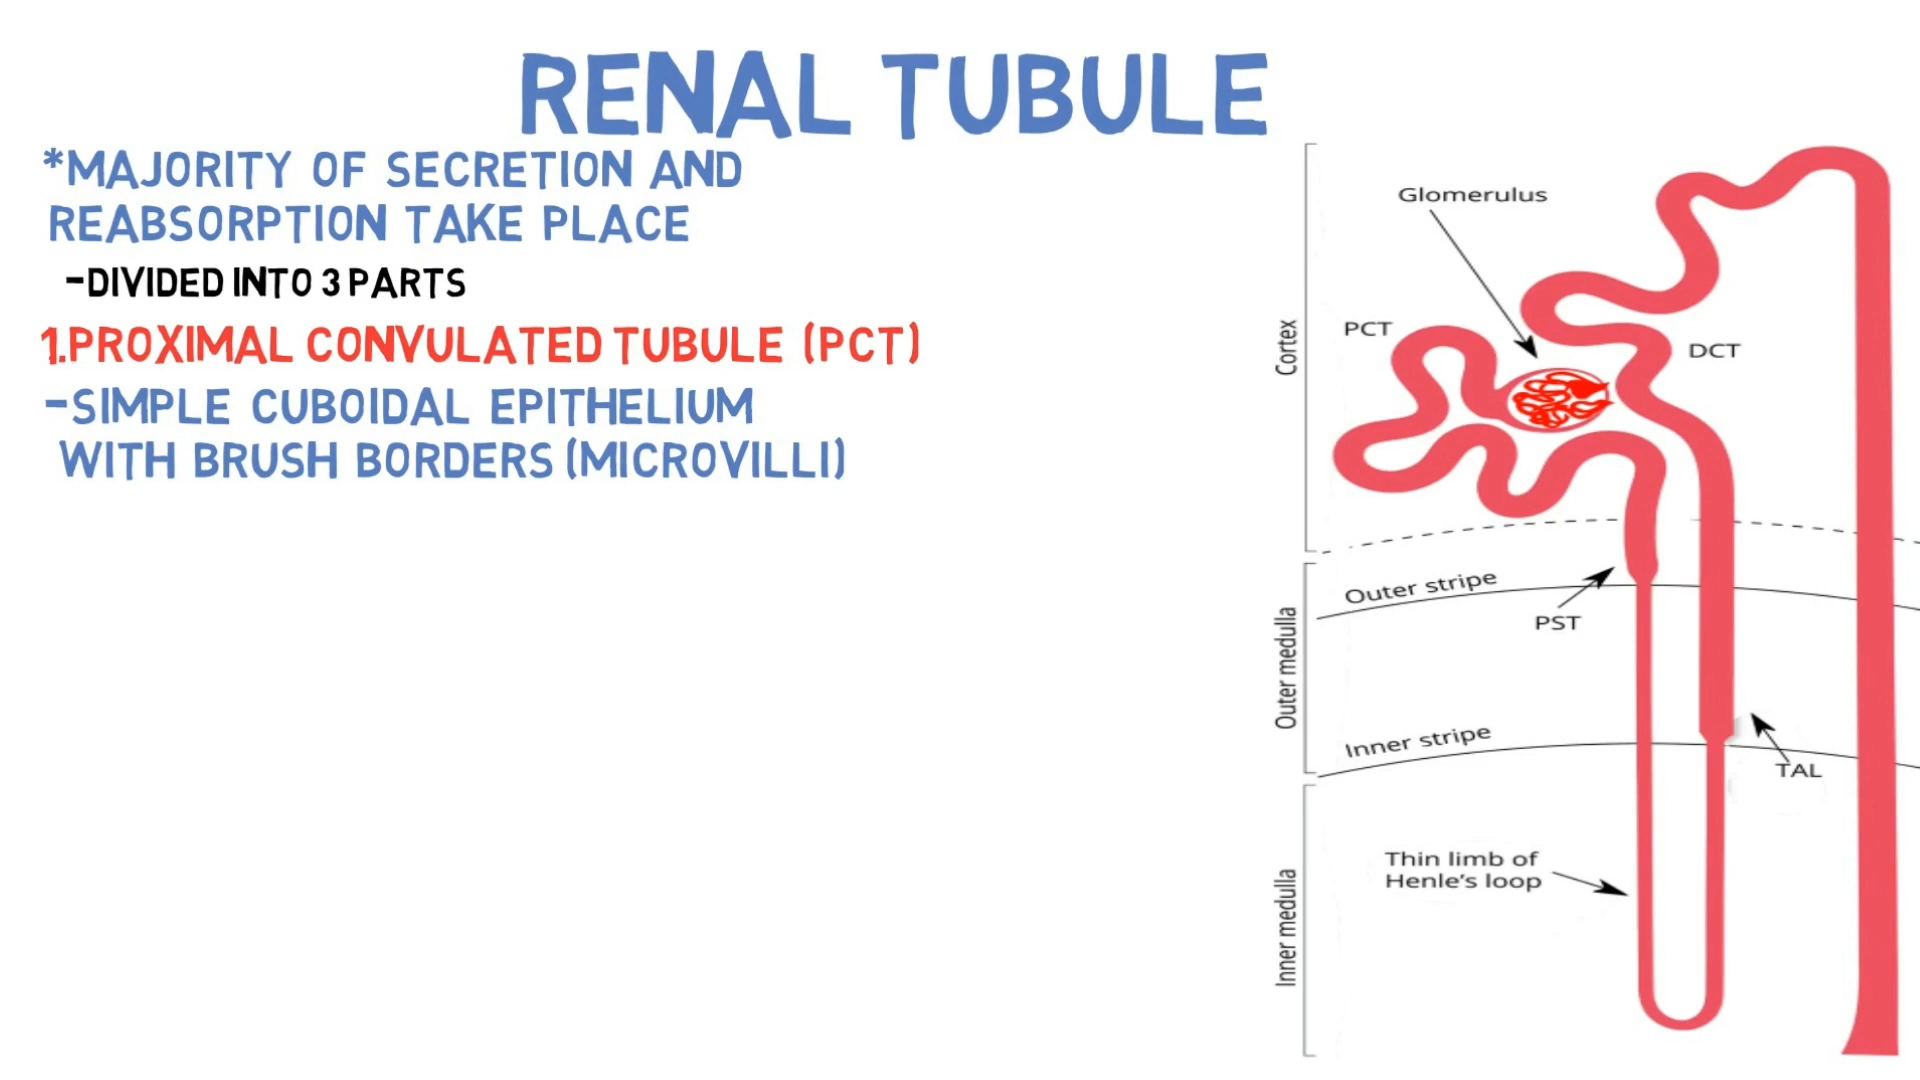 RENAL TUBULE
*MAJORITY OF SECRETION AND
REABSORPTION TAKE PLACE
-DIVIDED INTO 3 PARTS
1.PROXIMAL CONVULATED TUBULE (PCT)
-SIMPLE CUBOIDAL EPITHELIUM
WITH BRUSH BORDERS (MICROVILLI)
Glomerulus
PCT
DCT
Cortex
Outer stripe
PST
Outer medulla
Inner stripe
TAL
Thin limb of
Henle's loop
Inner medulla